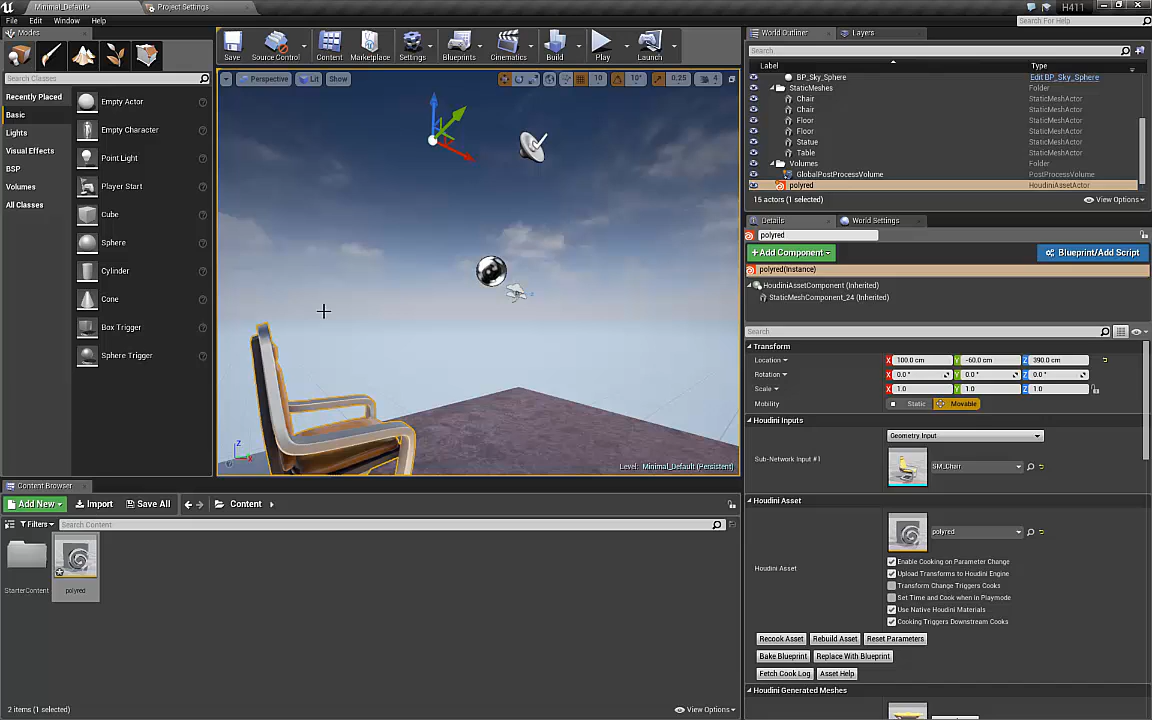 Minimal_Default*
Project Settings
H411
File Edit Window Help
Search For Help
Modes
Search Classes
Recently Placed
Basic
Lights
Visual Effects
BSP
Volumes
All Classes
Empty Actor
Empty Character
Point Light
Player Start
Cube
Sphere
Cylinder
Cone
Box Trigger
Sphere Trigger
Save Source Control Content Marketplace Settings Blueprints Cinematics Build Play Launch
Perspective Lit Show 10 10° 0.25 4
Level: Minimal_Default (Persistent)
World Outliner Layers
Search
Label Type
BP_Sky_Sphere Edit BP_Sky_Sphere
StaticMeshes Folder
Chair StaticMeshActor
Chair StaticMeshActor
Floor StaticMeshActor
Floor StaticMeshActor
Statue StaticMeshActor
Table StaticMeshActor
Volumes Folder
GlobalPostProcessVolume PostProcessVolume
polyred HoudiniAssetActor
15 actors (1 selected) View Options
Details World Settings
polyred
+Add Component Blueprint/Add Script
polyred(Instance)
HoudiniAssetComponent (Inherited)
StaticMeshComponent_24 (Inherited)
Search
Transform
Location X 100.0 cm Y -60.0 cm Z 390.0 cm
Rotation X 0.0° Y 0.0° Z 0.0°
Scale X 1.0 Y 1.0 Z 1.0
Mobility Static Movable
Houdini Inputs
Geometry Input
Sub-Network Input #1 SM_Chair
Houdini Asset
polyred
Houdini Asset
Enable Cooking on Parameter Change
Upload Transforms to Houdini Engine
Transform Change Triggers Cooks
Set Time and Cook when in Playmode
Use Native Houdini Materials
Cooking Triggers Downstream Cooks
Recook Asset Rebuild Asset Reset Parameters
Bake Blueprint Replace With Blueprint
Fetch Cook Log Asset Help
Houdini Generated Meshes
Content Browser
Add New Import Save All Content
Filters Search Content
StarterContent polyred
2 items (1 selected) View Options